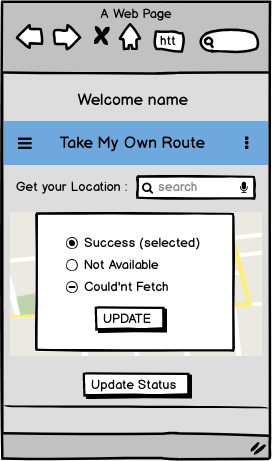 A Web Page
htt
Welcome name
Take My Own Route
Get your Location : search
Success (selected)
Not Available
Could'nt Fetch
UPDATE
Update Status